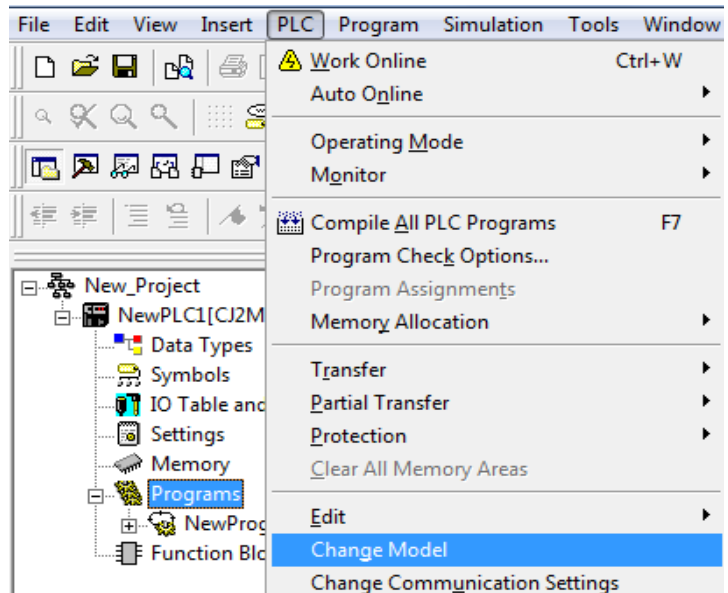 File Edit View Insert PLC Program Simulation Tools Window
Work Online Ctrl+W
Auto Online
Operating Mode
Monitor
Compile All PLC Programs F7
Program Check Options...
Program Assignments
Memory Allocation
Transfer
Partial Transfer
Protection
Clear All Memory Areas
Edit
Change Model
Change Communication Settings
New_Project
NewPLC1[CJ2M
Data Types
Symbols
IO Table and
Settings
Memory
Programs
NewProg
Function Blo